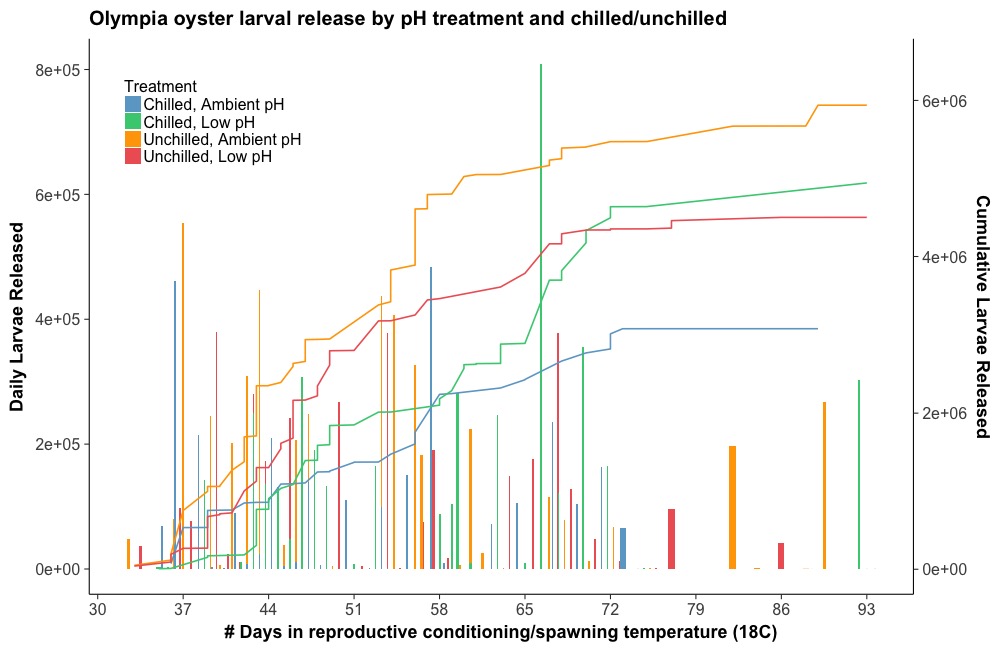 Olympia oyster larval release by pH treatment and chilled/unchilled
Treatment
Chilled, Ambient pH
Chilled, Low pH
Unchilled, Ambient pH
Unchilled, Low pH
Daily Larvae Released
8e+05
6e+05
4e+05
2e+05
0e+00
6e+06
4e+06
2e+06
0e+00
Cumulative Larvae Released
30 37 44 51 58 65 72 79 86 93
# Days in reproductive conditioning/spawning temperature (18C)